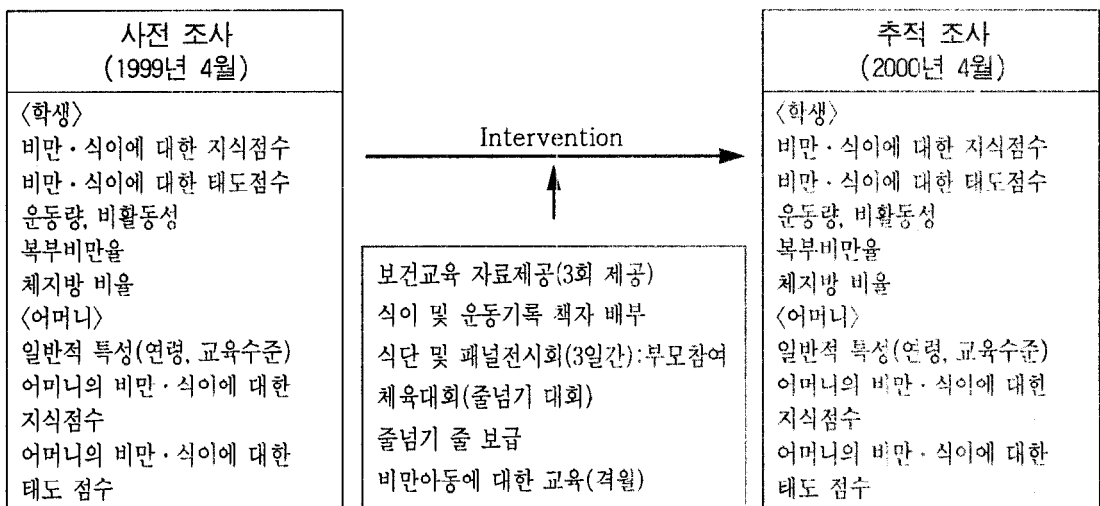 사전 조사
(1999년 4월)
〈학생〉
비만·식이에 대한 지식점수
비만·식이에 대한 태도점수
운동량, 비활동성
복부비만율
체지방 비율
〈어머니〉
일반적 특성(연령, 교육수준)
어머니의 비만·식이에 대한
지식점수
어머니의 비만·식이에 대한
태도 점수
Intervention
보건교육 자료제공(3회 제공)
식이 및 운동기록 책자 배부
식단 및 패널전시회(3일간):부모참여
체육대회(줄넘기 대회)
줄넘기 줄 보급
비만아동에 대한 교육(격월)
추적 조사
(2000년 4월)
〈학생〉
비만·식이에 대한 지식점수
비만·식이에 대한 태도점수
운동량, 비활동성
복부비만율
체지방 비율
〈어머니〉
일반적 특성(연령, 교육수준)
어머니의 비만·식이에 대한
지식점수
어머니의 비만·식이에 대한
태도 점수